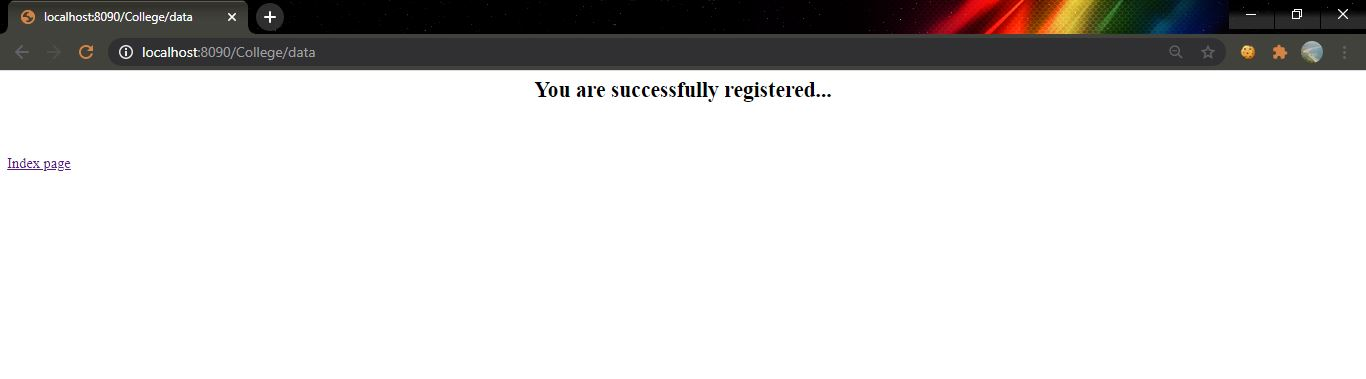 localhost:8090/College/data
localhost:8090/College/data
You are successfully registered...
Index page